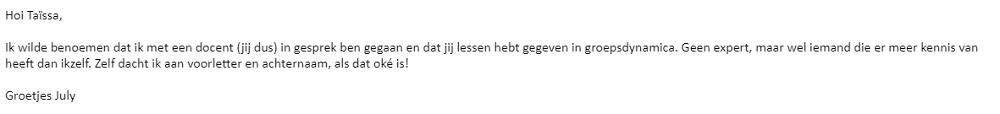 Hoi Taïssa,
Ik wilde benoemen dat ik met een docent (jij dus) in gesprek ben gegaan en dat jij lessen hebt gegeven in groepsdynamica. Geen expert, maar wel iemand die er meer kennis van
heeft dan ikzelf. Zelf dacht ik aan voorletter en achternaam, als dat oké is!
Groetjes July